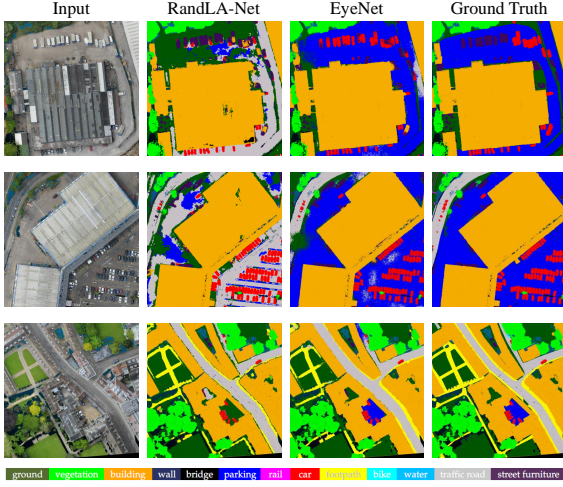 Input RandLA-Net EyeNet Ground Truth
ground vegetation building wall bridge parking rail car footpath bike water traffic road street furniture